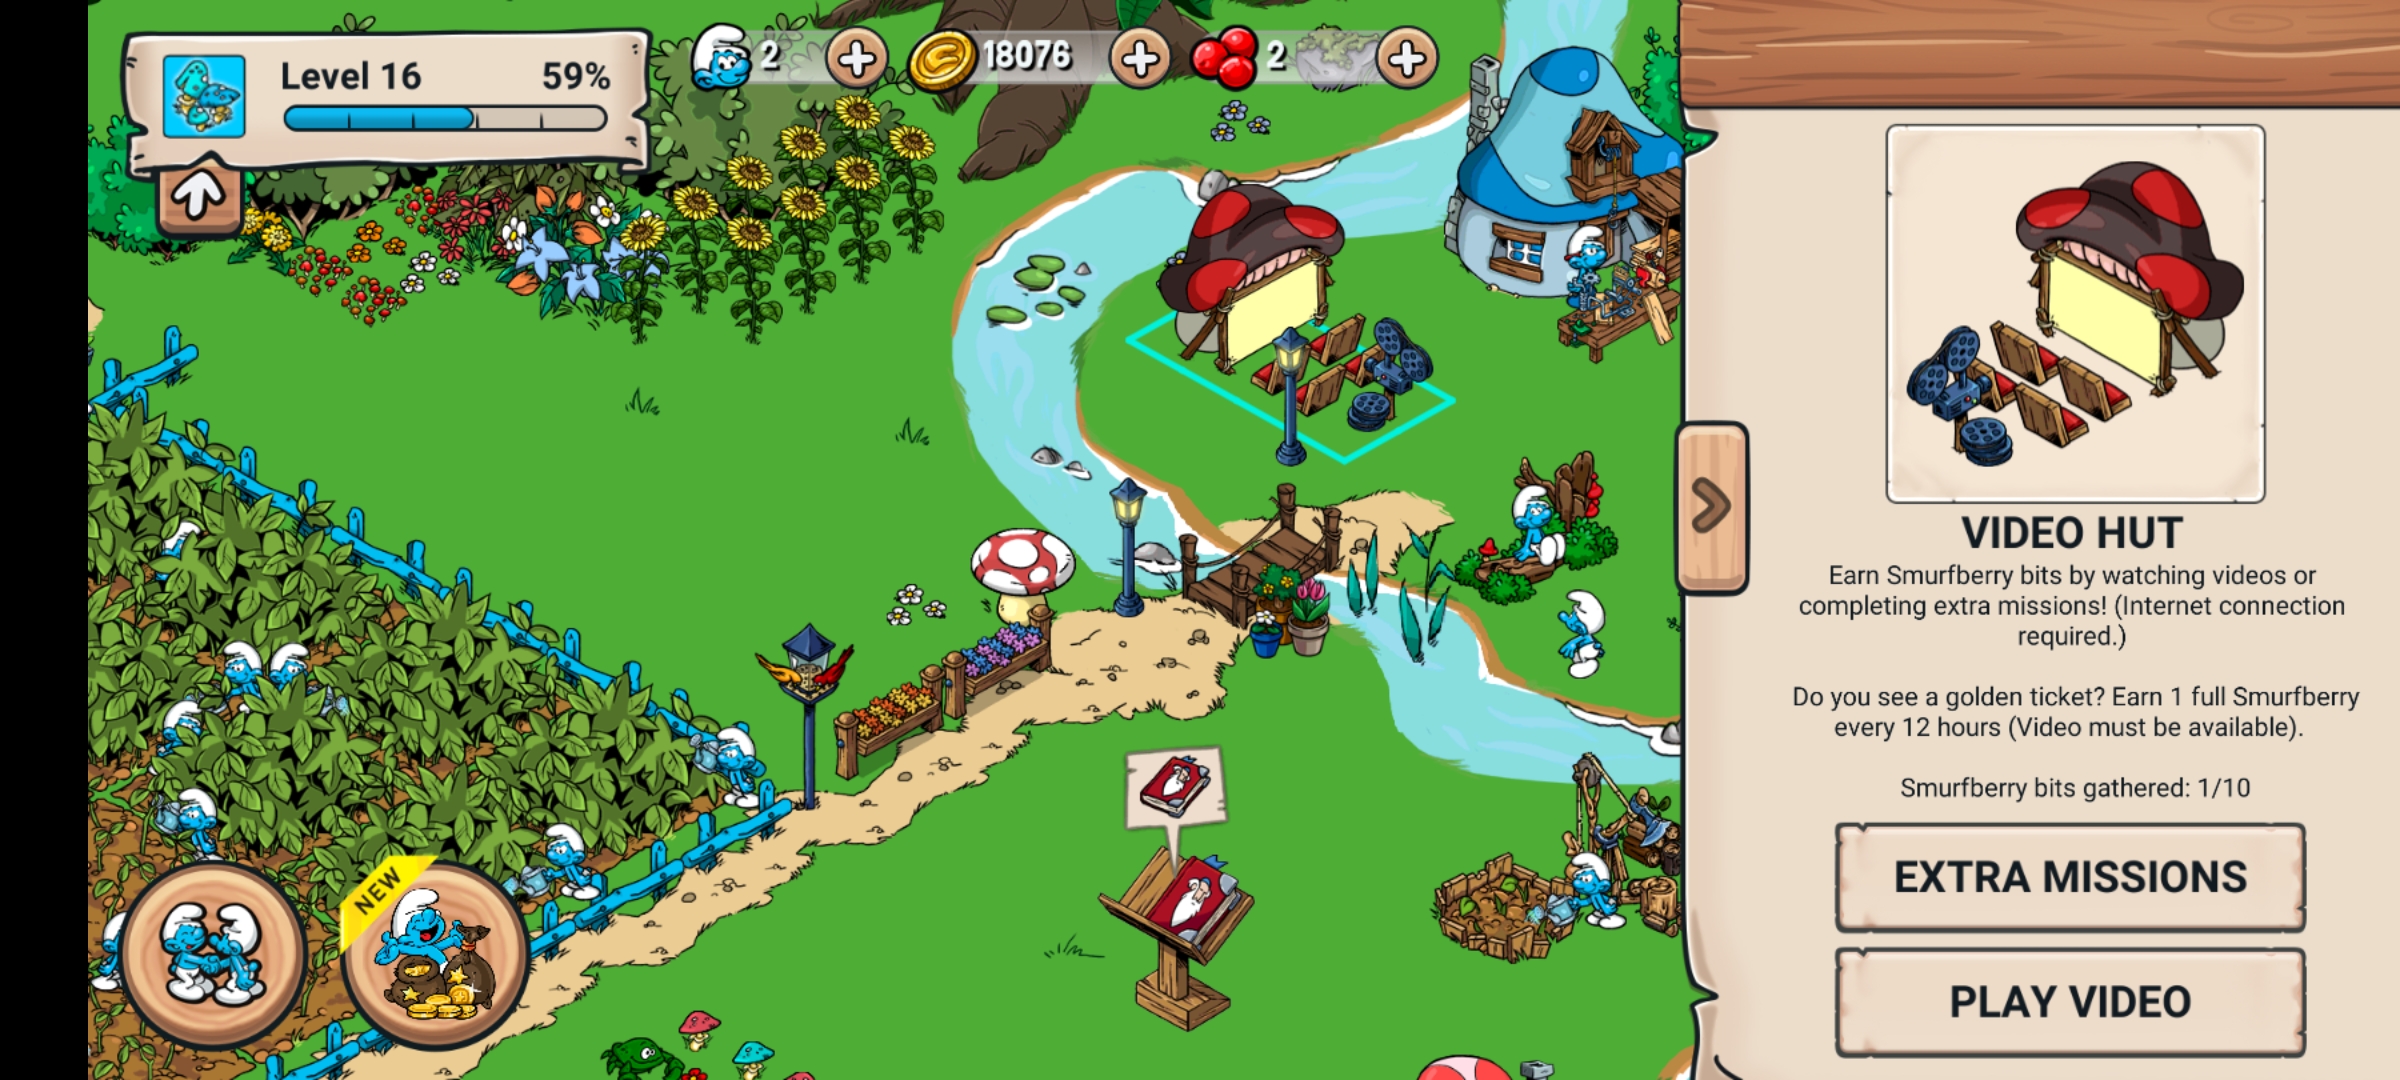 Level 16 59%
2
18076
2
VIDEO HUT
Earn Smurfberry bits by watching videos or
completing extra missions! (Internet connection
required.)
Do you see a golden ticket? Earn 1 full Smurfberry
every 12 hours (Video must be available).
Smurfberry bits gathered: 1/10
EXTRA MISSIONS
PLAY VIDEO
NEW